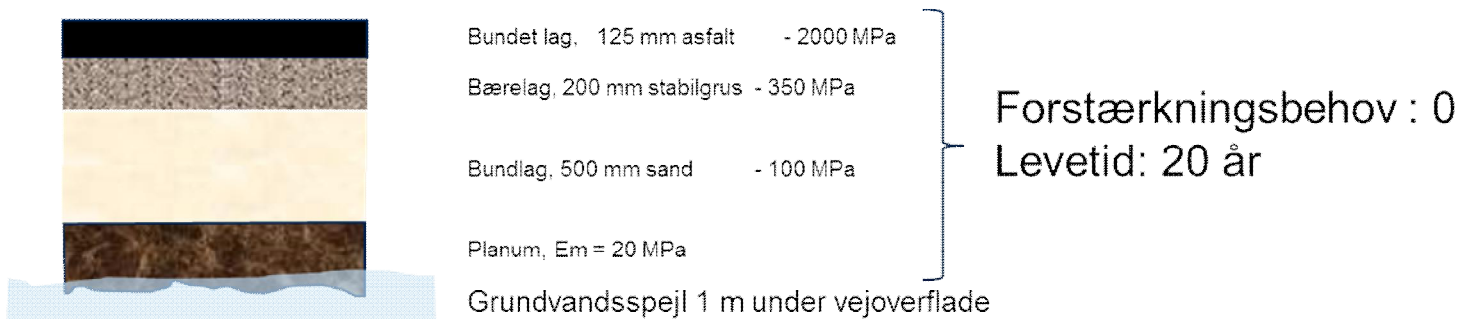 Bundet lag, 125 mm asfalt - 2000 MPa
Bærelag, 200 mm stabilgrus - 350 MPa
Bundlag, 500 mm sand - 100 MPa
Planum, Em = 20 MPa
Grundvandsspejl 1 m under vejoverflade
Forstærkningsbehov : 0
Levetid: 20 år